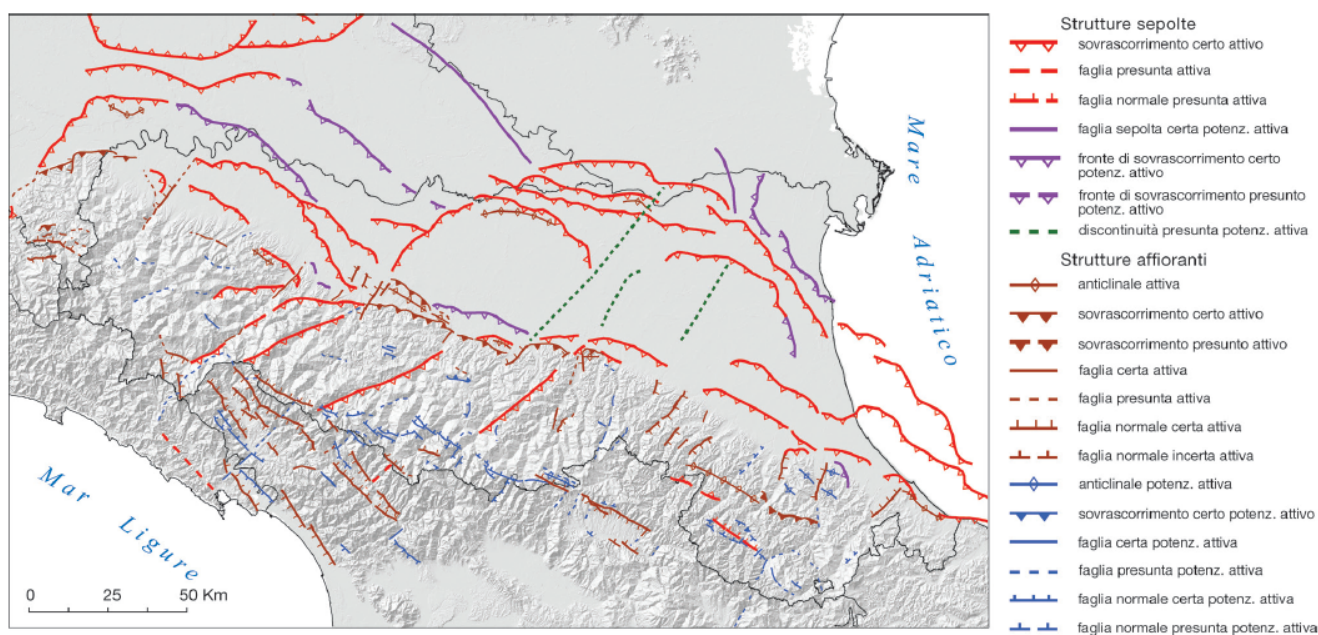 Mare Adriatico
Mar Ligure
0 25 50 Km
Strutture sepolte
sovrascorrimento certo attivo
faglia presunta attiva
faglia normale presunta attiva
faglia sepolta certa potenz. attiva
fronte di sovrascorrimento certo
potenz. attivo
fronte di sovrascorrimento presunto
potenz. attivo
discontinuità presunta potenz. attiva
Strutture affioranti
anticlinale attiva
sovrascorrimento certo attivo
sovrascorrimento presunto attivo
faglia certa attiva
faglia presunta attiva
faglia normale certa attiva
faglia normale incerta attiva
anticlinale potenz. attiva
sovrascorrimento certo potenz. attivo
faglia certa potenz. attiva
faglia presunta potenz. attiva
faglia normale certa potenz. attiva
faglia normale presunta potenz. attiva